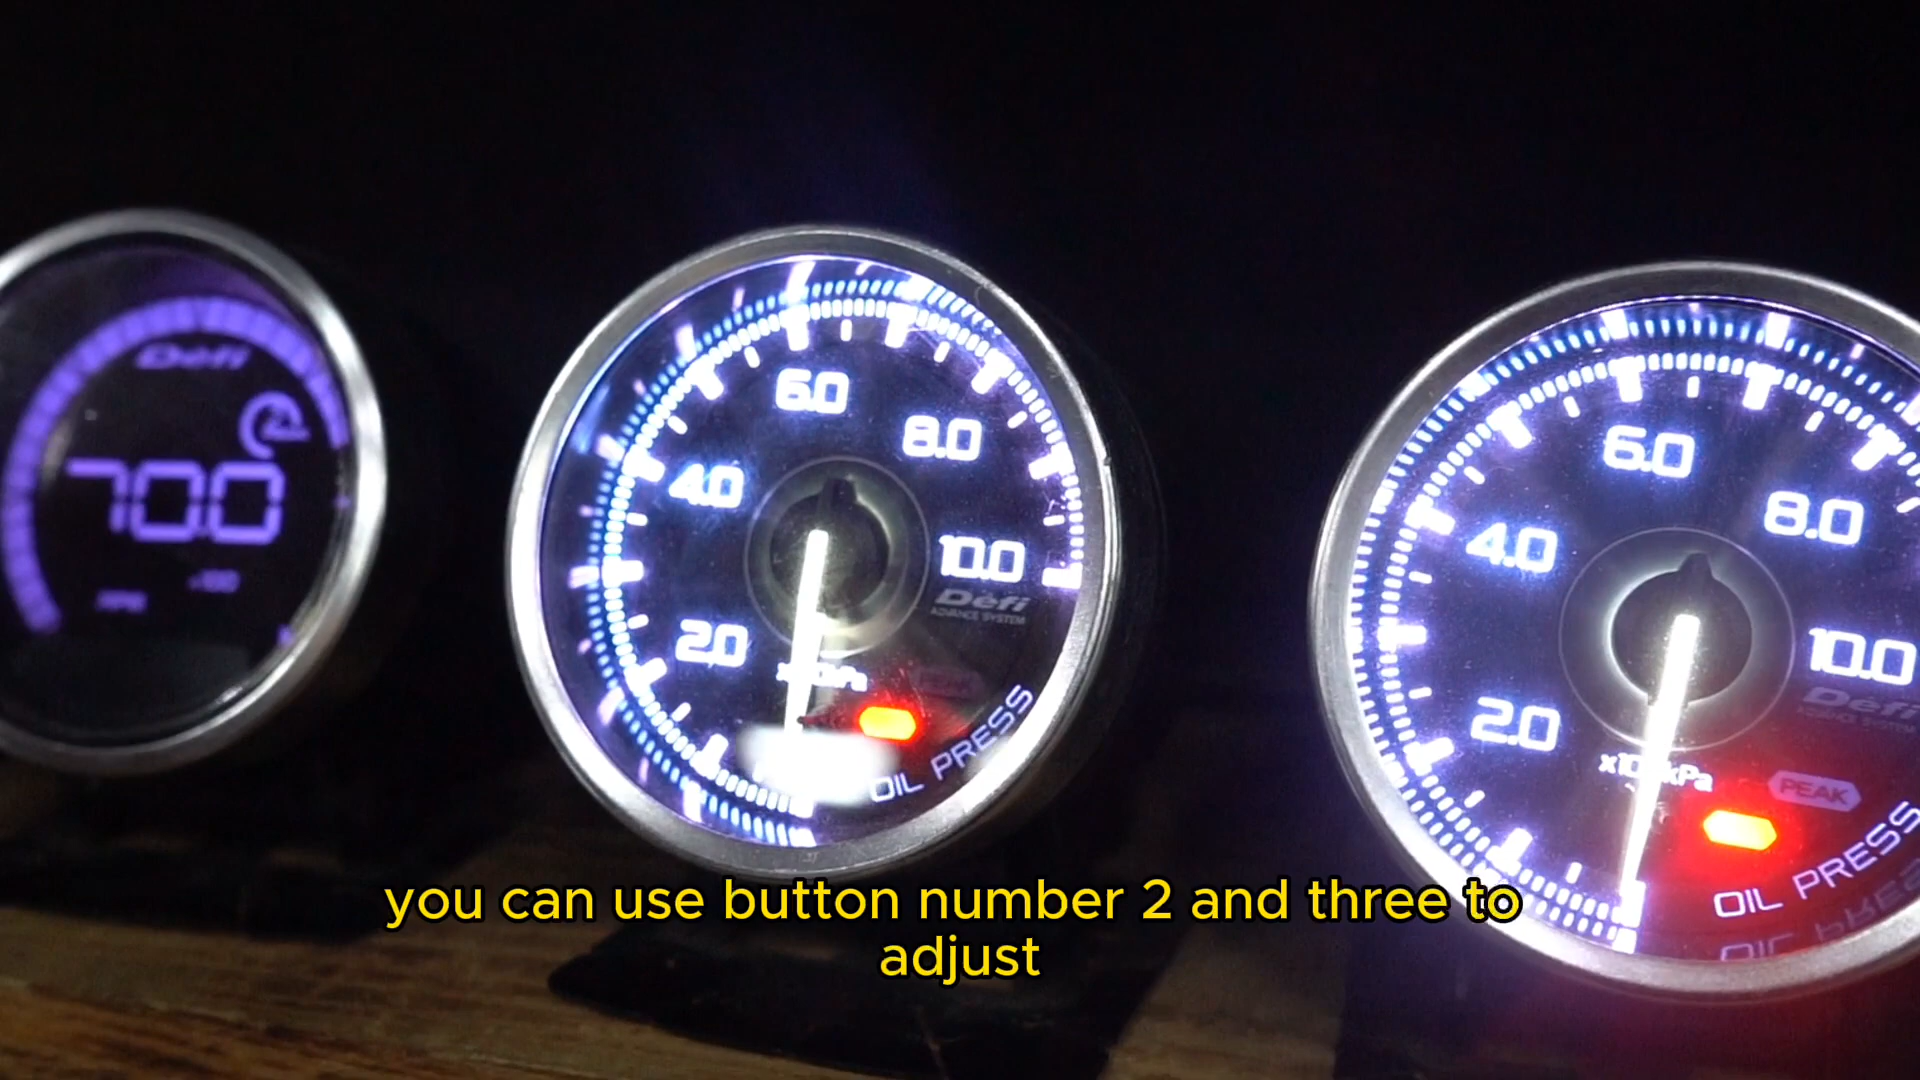 Defi
70.0
6.0
8.0
4.0
10.0
Defi
ADVANCE SYSTEM
2.0
OIL PRESS
6.0
8.0
4.0
10.0
Defi
2.0
PEAK
OIL PRESS
you can use button number 2 and three to
adjust